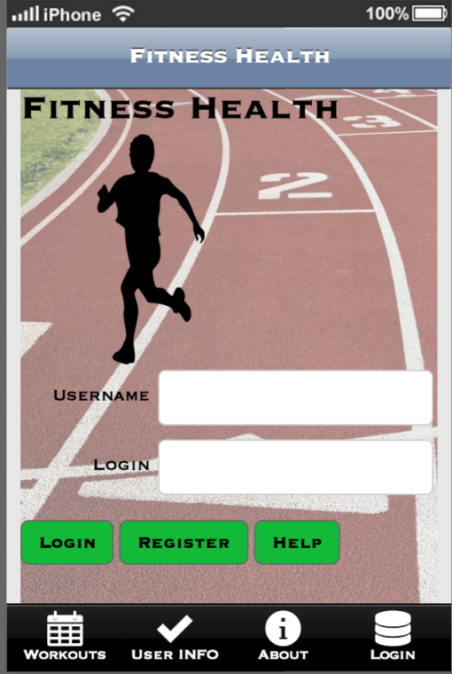 iPhone 100%
Fitness Health
Fitness Health
2
3
Username
Login
Login Register Help
Workouts User INFO About Login